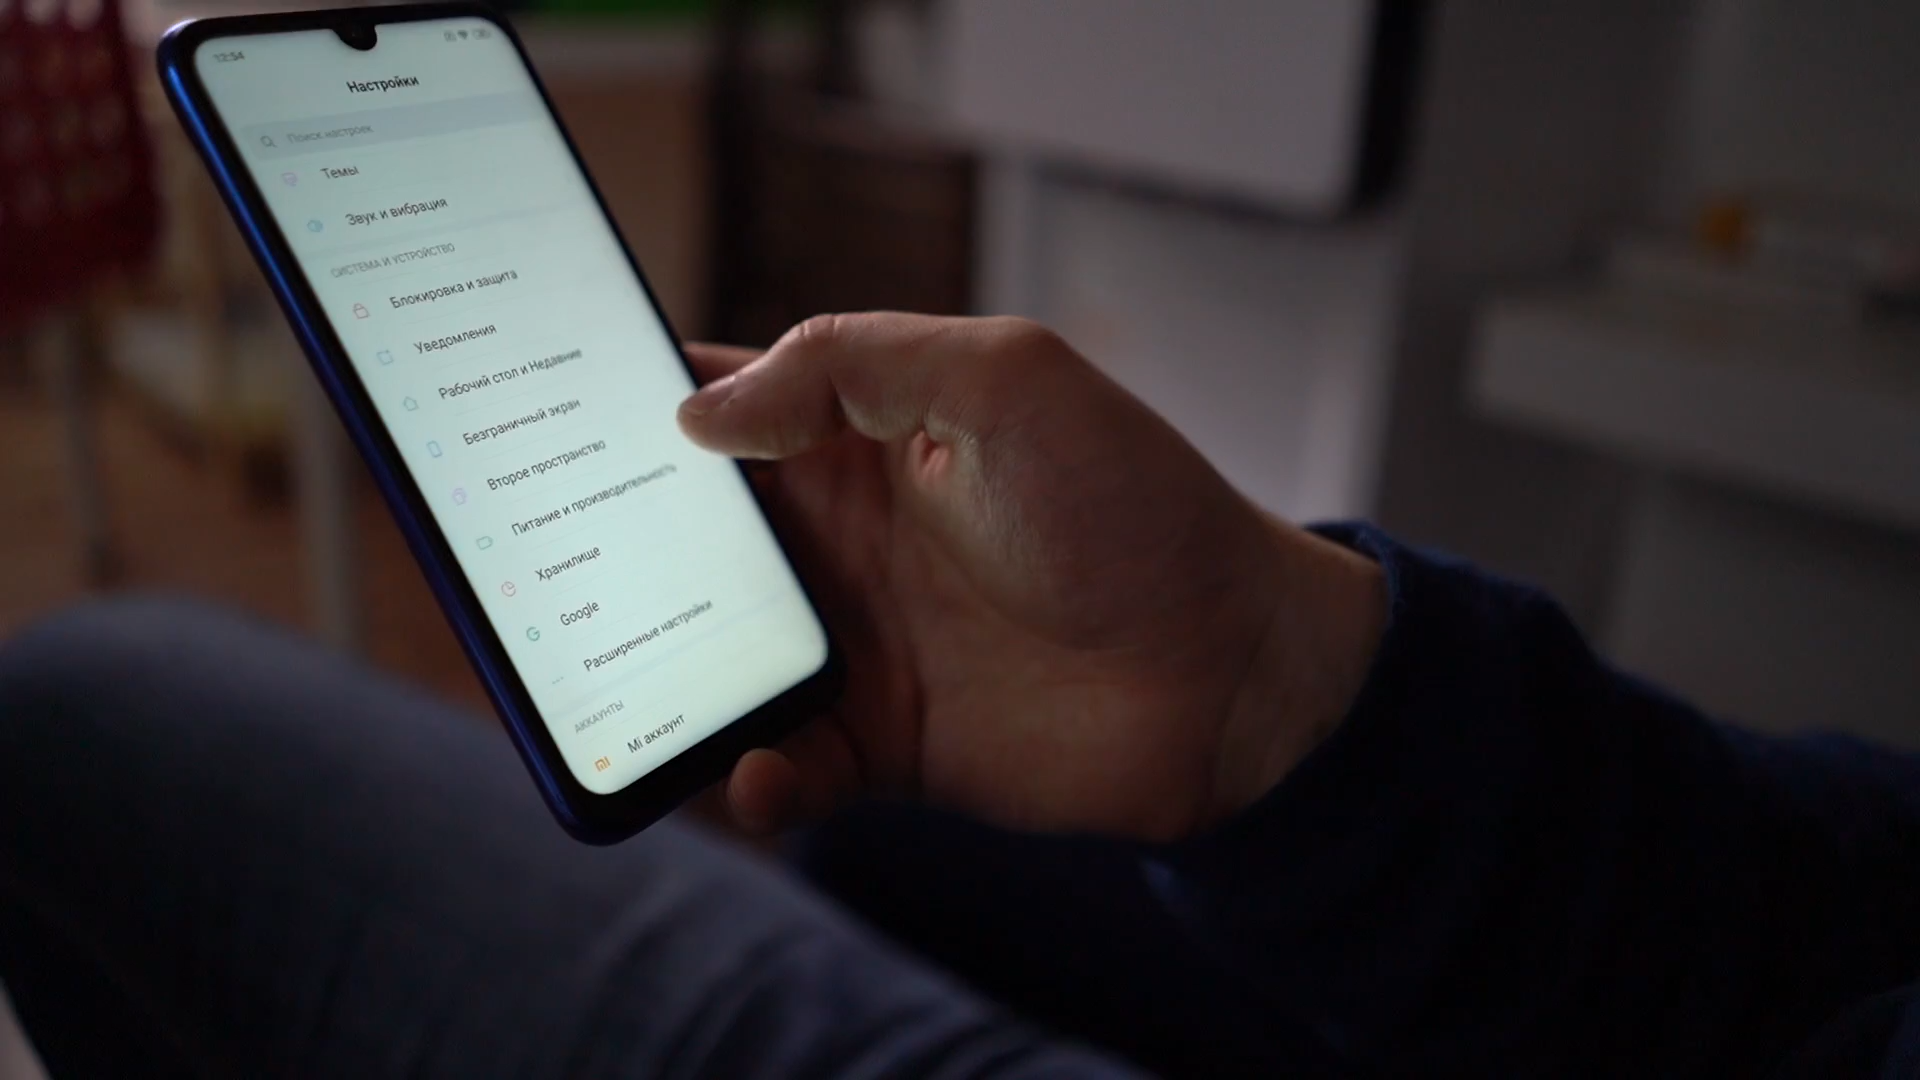 12:54
Настройки
Поиск настроек
Темы
Звук и вибрация
СИСТЕМА И УСТРОЙСТВО
Блокировка и защита
Уведомления
Рабочий стол и Недавние
Безграничный экран
Второе пространство
Питание и производительность
Хранилище
Google
Расширенные настройки
АККАУНТЫ
Mi аккаунт